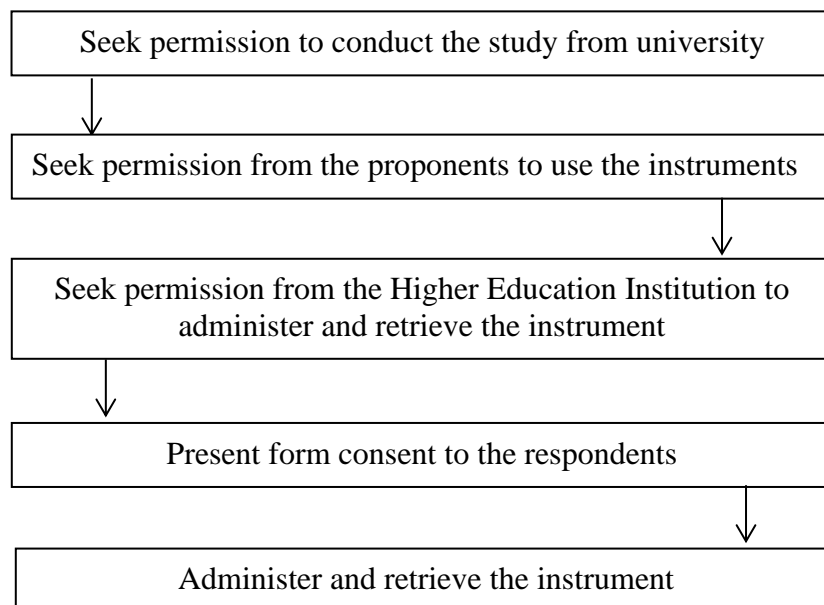 Seek permission to conduct the study from university
Seek permission from the proponents to use the instruments
Seek permission from the Higher Education Institution to
administer and retrieve the instrument
Present form consent to the respondents
Administer and retrieve the instrument